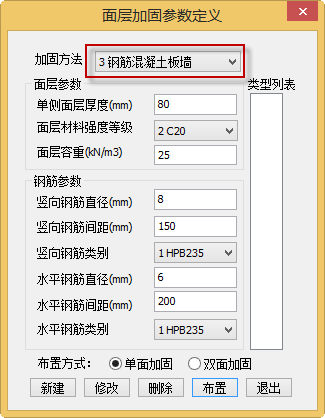 面层加固参数定义
加固方法 3 钢筋混凝土板墙
面层参数 类型列表
单侧面层厚度(mm) 80
面层材料强度等级 2 C20
面层容重(kN/m3) 25
钢筋参数
竖向钢筋直径(mm) 8
竖向钢筋间距(mm) 150
竖向钢筋类别 1 HPB235
水平钢筋直径(mm) 6
水平钢筋间距(mm) 200
水平钢筋类别 1 HPB235
布置方式: 单面加固 双面加固
新建 修改 删除 布置 退出